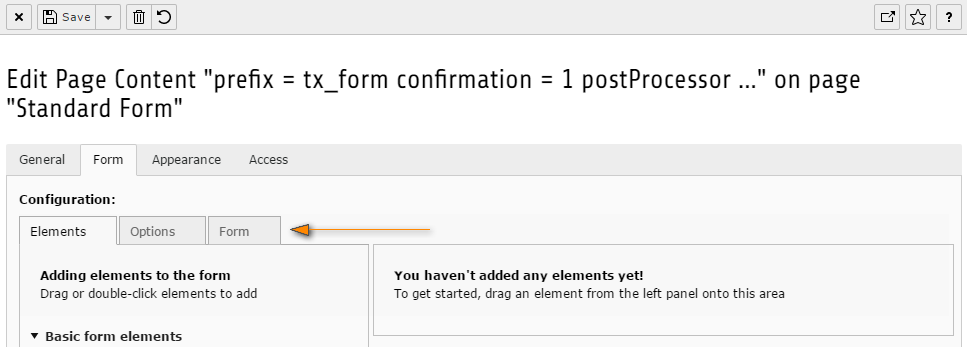 Save
?
Edit Page Content "prefix = tx_form confirmation = 1 postProcessor ..." on page
"Standard Form"
General Form Appearance Access
Configuration:
Elements Options Form
Adding elements to the form
Drag or double-click elements to add
You haven't added any elements yet!
To get started, drag an element from the left panel onto this area
Basic form elements